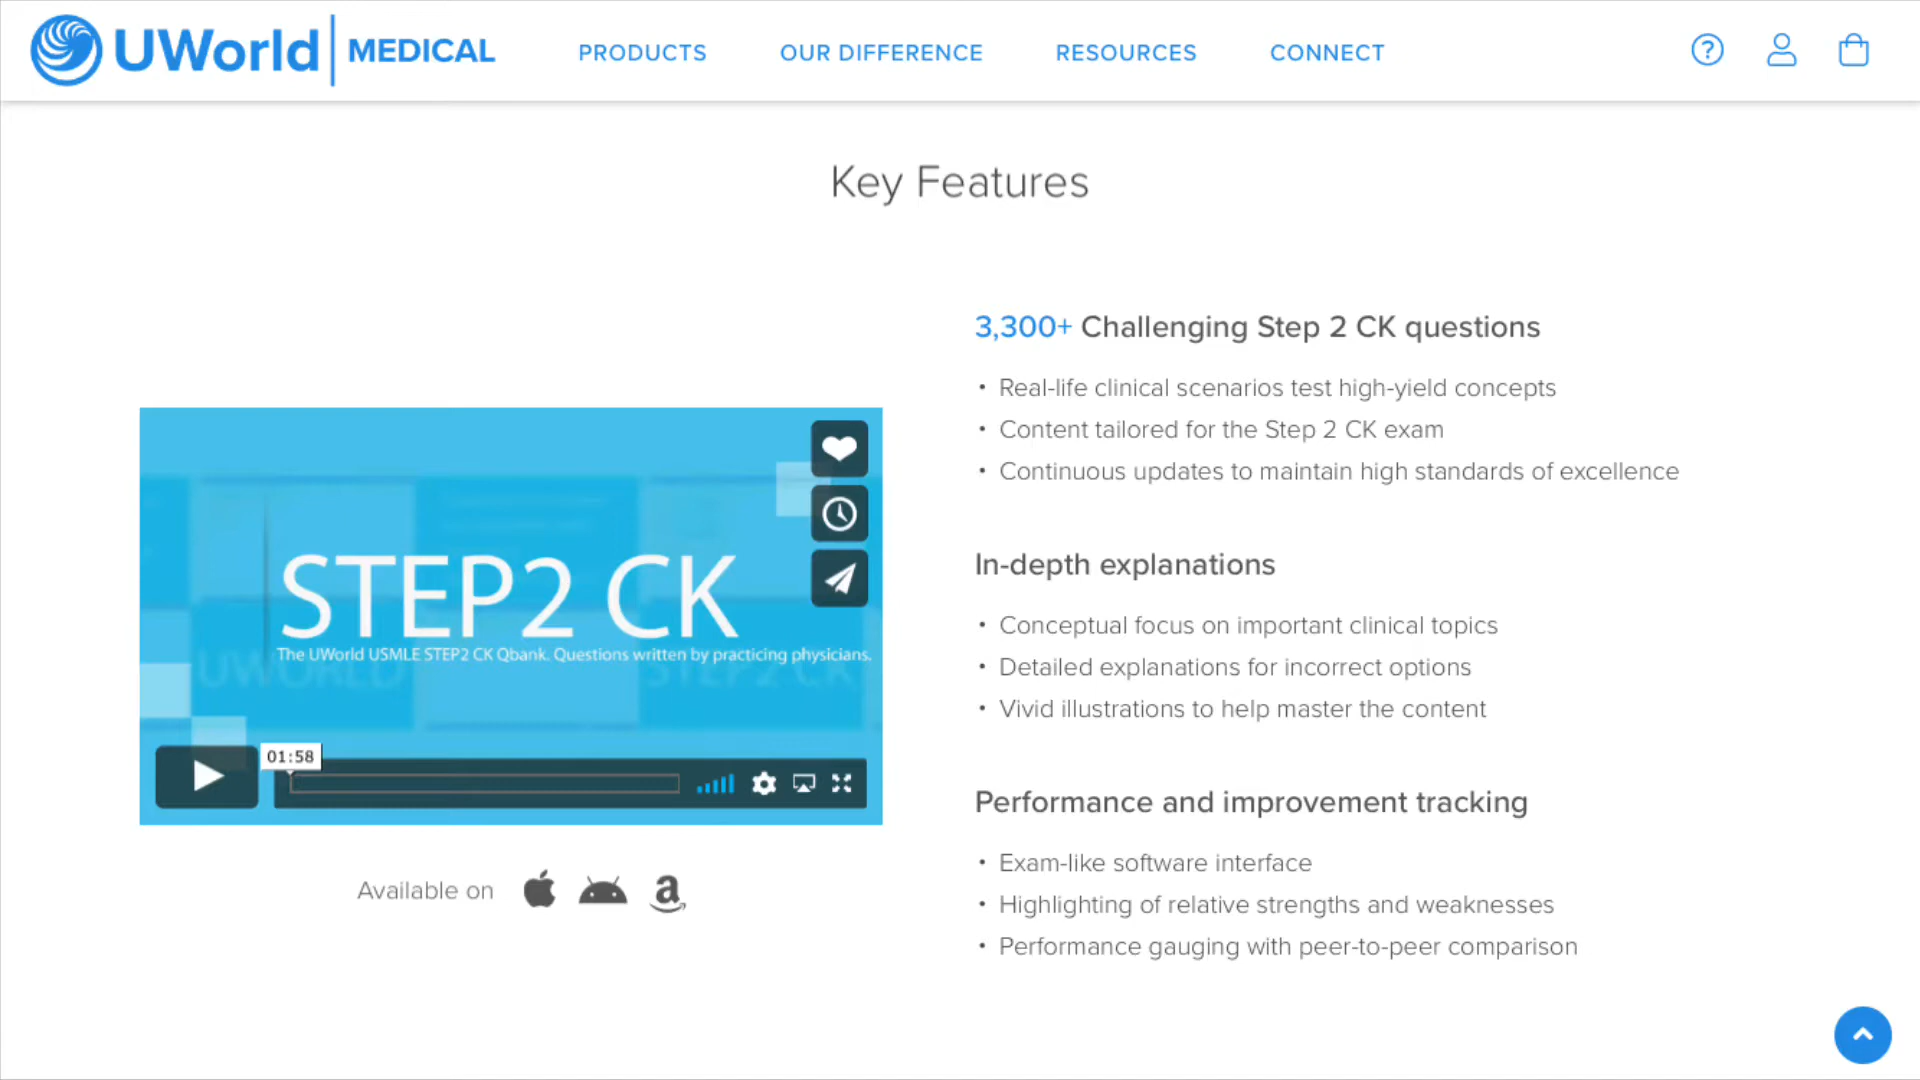 UWorld MEDICAL PRODUCTS OUR DIFFERENCE RESOURCES CONNECT ?
Key Features
3,300+ Challenging Step 2 CK questions
• Real-life clinical scenarios test high-yield concepts
• Content tailored for the Step 2 CK exam
• Continuous updates to maintain high standards of excellence
STEP2 CK
The UWorld USMLE STEP2 CK Qbank. Questions written by practicing physicians.
UWORLD STEP2 CK
01:58
Available on
In-depth explanations
• Conceptual focus on important clinical topics
• Detailed explanations for incorrect options
• Vivid illustrations to help master the content
Performance and improvement tracking
• Exam-like software interface
• Highlighting of relative strengths and weaknesses
• Performance gauging with peer-to-peer comparison